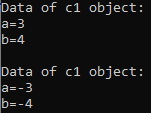 Data of c1 object:
a=3
b=4

Data of c1 object:
a=-3
b=-4